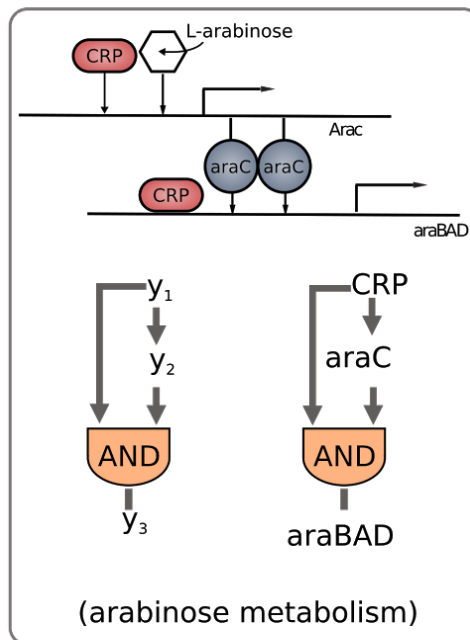 L-arabinose
CRP
Arac
araC araC
CRP
araBAD
y1
y2
AND
y3
CRP
araC
AND
araBAD
(arabinose metabolism)